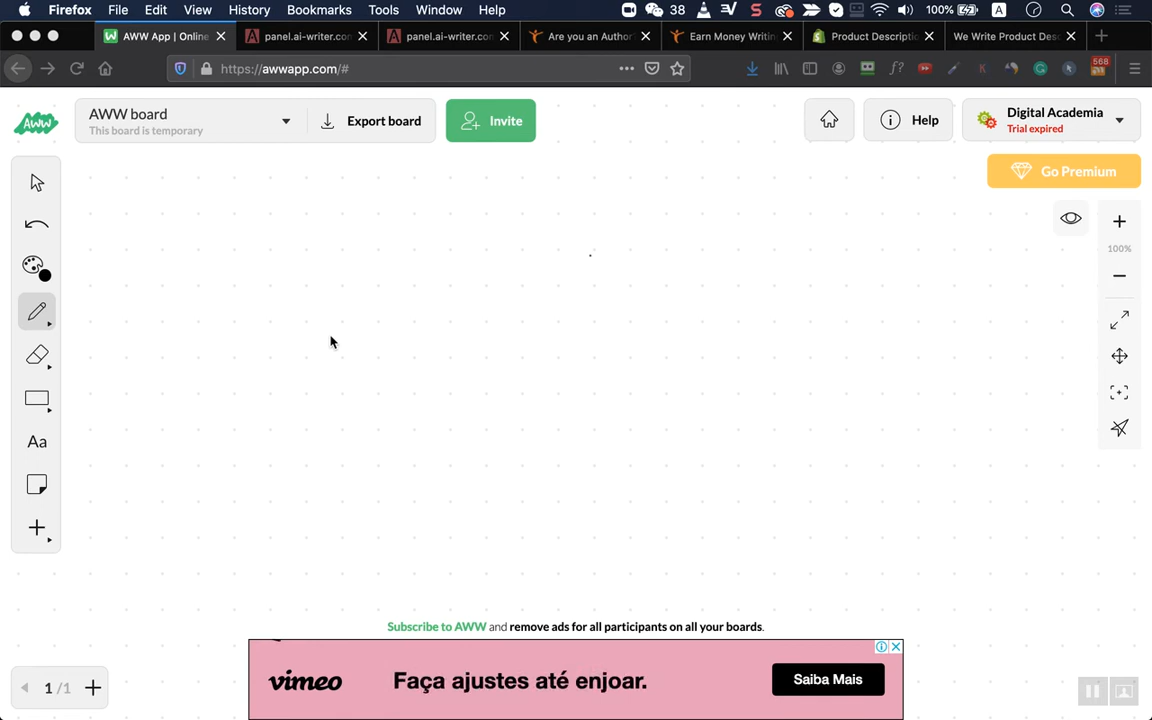 Firefox File Edit View History Bookmarks Tools Window Help 38 100% A
AWW App | Online panel.ai-writer.com panel.ai-writer.com Are you an Author Earn Money Writin Product Descripti We Write Product Desc
https://awwapp.com/# 568
AWW
AWW board
This board is temporary
Export board
Invite
Help
Digital Academia
Trial expired
Go Premium
100%
Aa
Subscribe to AWW and remove ads for all participants on all your boards.
vimeo Faça ajustes até enjoar. Saiba Mais
1 /1